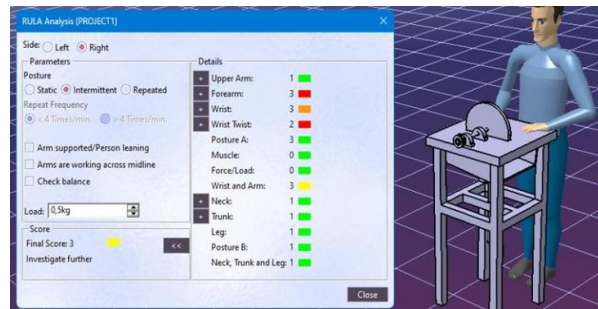 RULA Analysis (PROJECT1)
Side: Left Right
Parameters
Posture
Static Intermittent Repeated
Repeat Frequency
< 4 Times/min. > 4 Times/min.
Arm supported/Person leaning
Arms are working across midline
Check balance
Load: 0,5kg
Score
Final Score: 3 <<
Investigate further
Details
+ Upper Arm: 1
+ Forearm: 3
+ Wrist: 3
+ Wrist Twist: 2
Posture A: 3
Muscle: 0
Force/Load: 0
Wrist and Arm: 3
+ Neck: 1
+ Trunk: 1
Leg: 1
Posture B: 1
Neck, Trunk and Leg: 1
Close